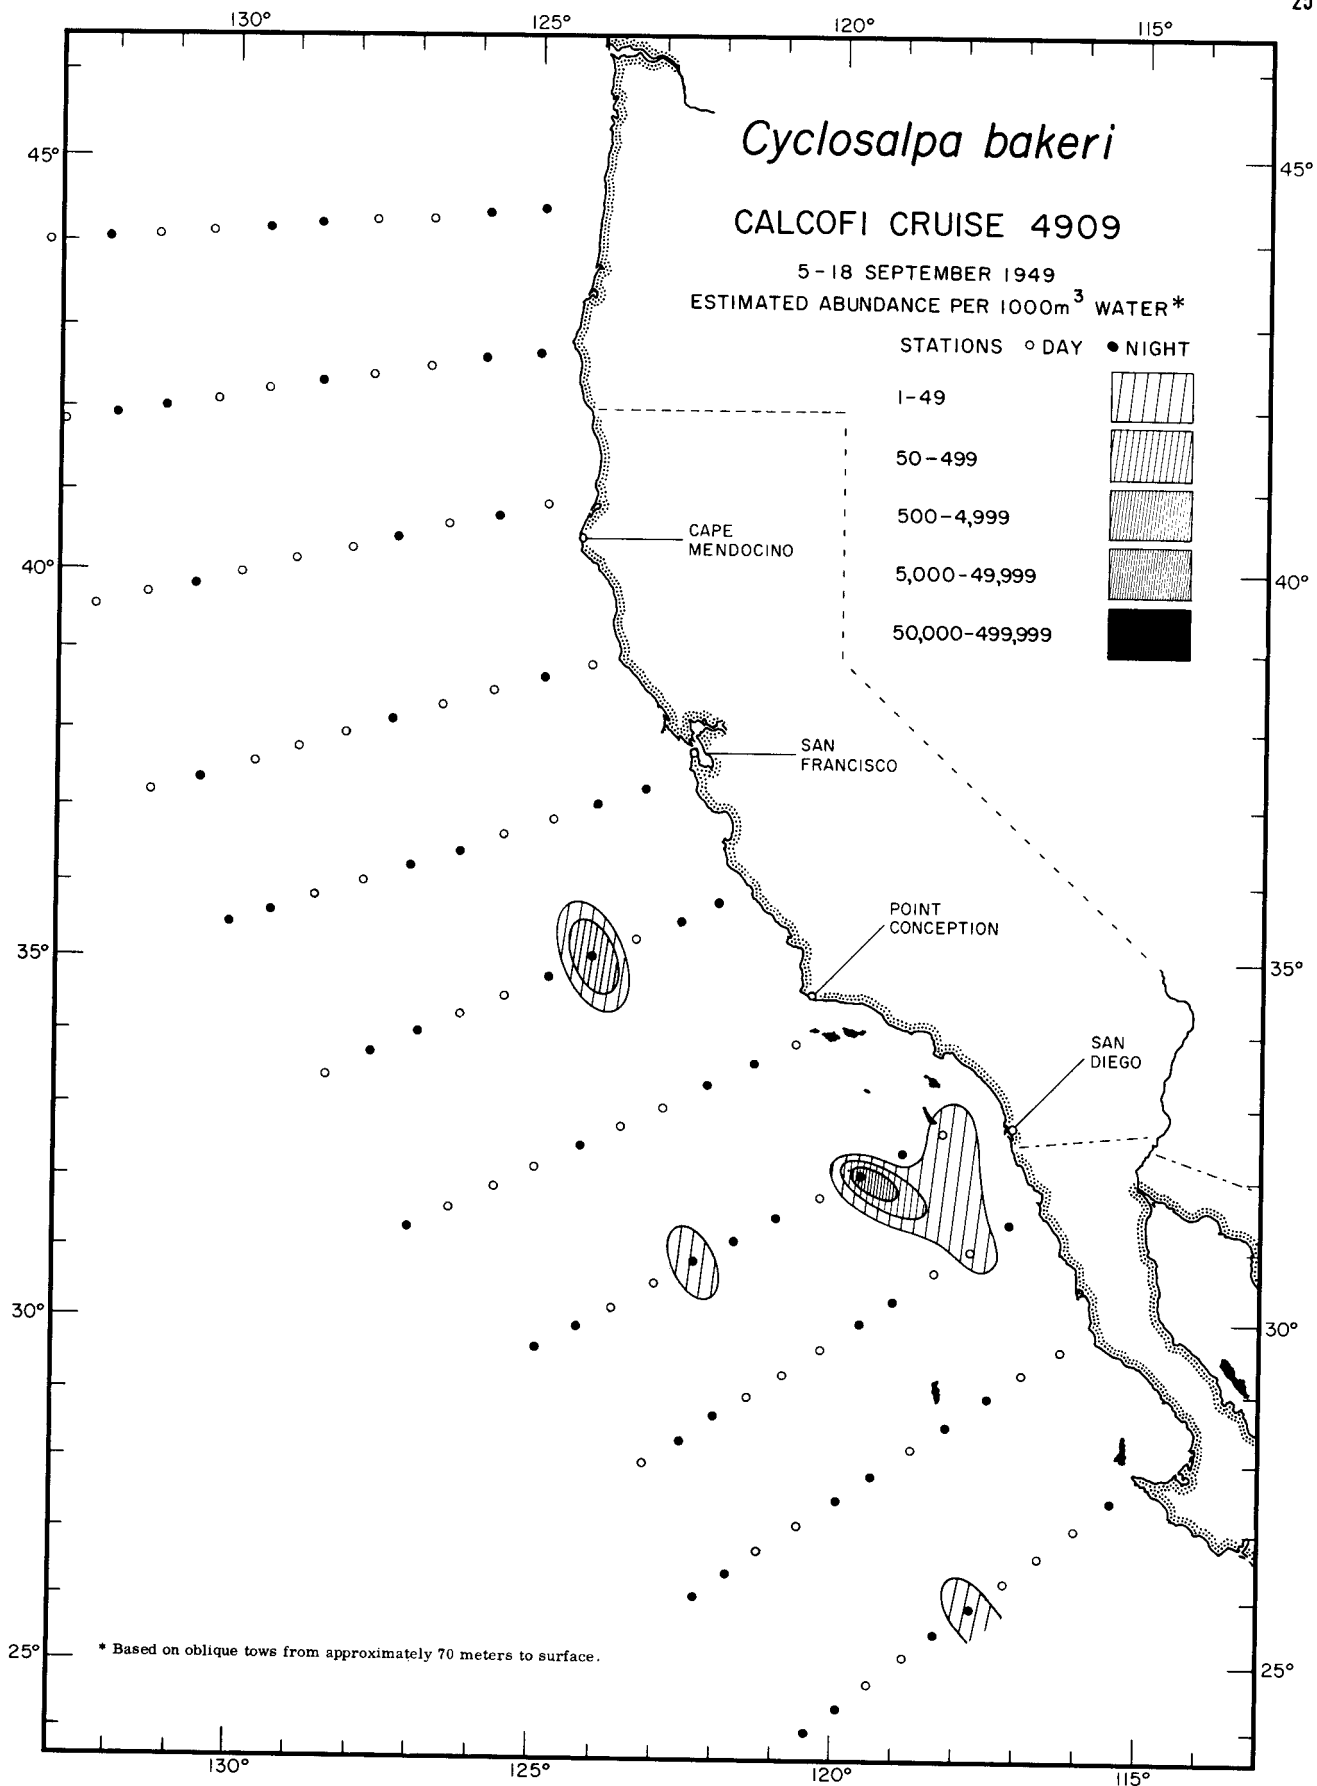 25
130° 125° 120° 115°
Cyclosalpa bakeri
45° 45°
CALCOFI CRUISE 4909
5-18 SEPTEMBER 1949
ESTIMATED ABUNDANCE PER 1000m³ WATER*
STATIONS ○ DAY ● NIGHT
1-49
50-499
500-4,999
CAPE
MENDOCINO
40° 5,000-49,999 40°
50,000-499,999
SAN
FRANCISCO
POINT
CONCEPTION
35° 35°
SAN
DIEGO
30° 30°
25° * Based on oblique tows from approximately 70 meters to surface. 25°
130° 125° 120° 115°